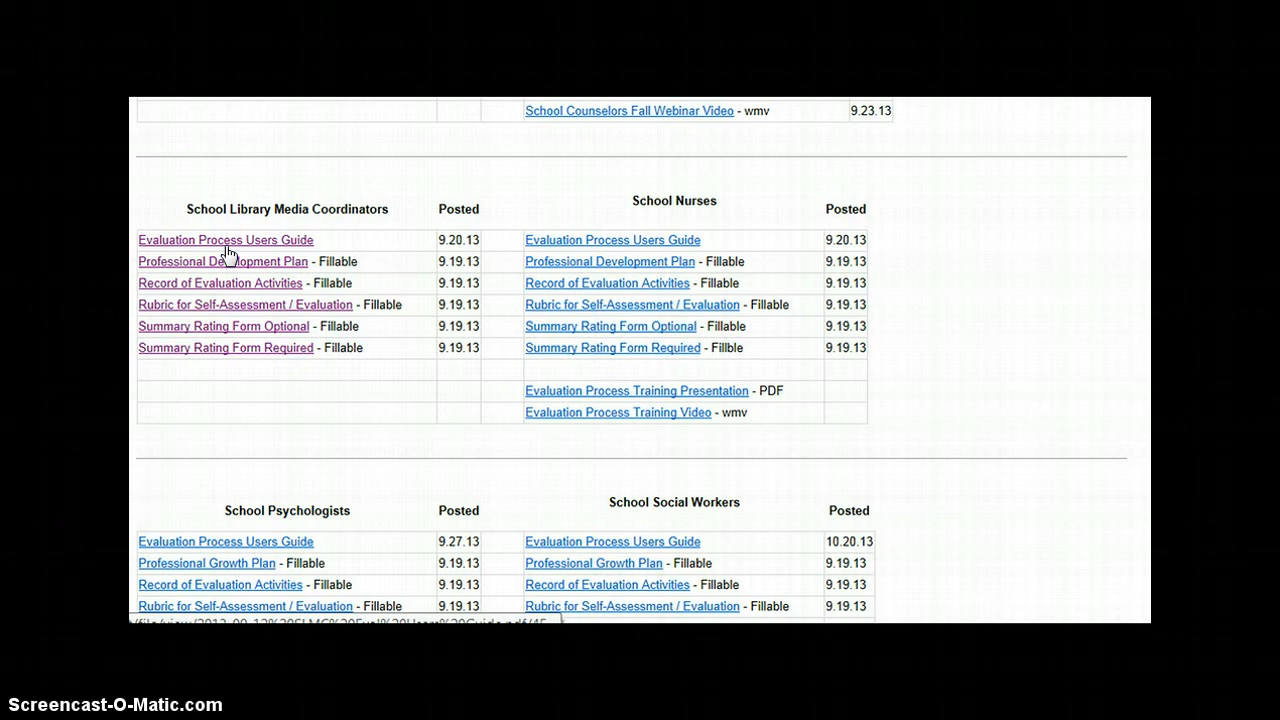 School Counselors Fall Webinar Video - wmv 9.23.13
School Library Media Coordinators Posted School Nurses Posted
Evaluation Process Users Guide 9.20.13 Evaluation Process Users Guide 9.20.13
Professional Development Plan - Fillable 9.19.13 Professional Development Plan - Fillable 9.19.13
Record of Evaluation Activities - Fillable 9.19.13 Record of Evaluation Activities - Fillable 9.19.13
Rubric for Self-Assessment / Evaluation - Fillable 9.19.13 Rubric for Self-Assessment / Evaluation - Fillable 9.19.13
Summary Rating Form Optional - Fillable 9.19.13 Summary Rating Form Optional - Fillable 9.19.13
Summary Rating Form Required - Fillable 9.19.13 Summary Rating Form Required - Fillble 9.19.13
Evaluation Process Training Presentation - PDF
Evaluation Process Training Video - wmv
School Psychologists Posted School Social Workers Posted
Evaluation Process Users Guide 9.27.13 Evaluation Process Users Guide 10.20.13
Professional Growth Plan - Fillable 9.19.13 Professional Growth Plan - Fillable 9.19.13
Record of Evaluation Activities - Fillable 9.19.13 Record of Evaluation Activities - Fillable 9.19.13
Rubric for Self-Assessment / Evaluation - Fillable 9.19.13 Rubric for Self-Assessment / Evaluation - Fillable 9.19.13
Screencast-O-Matic.com